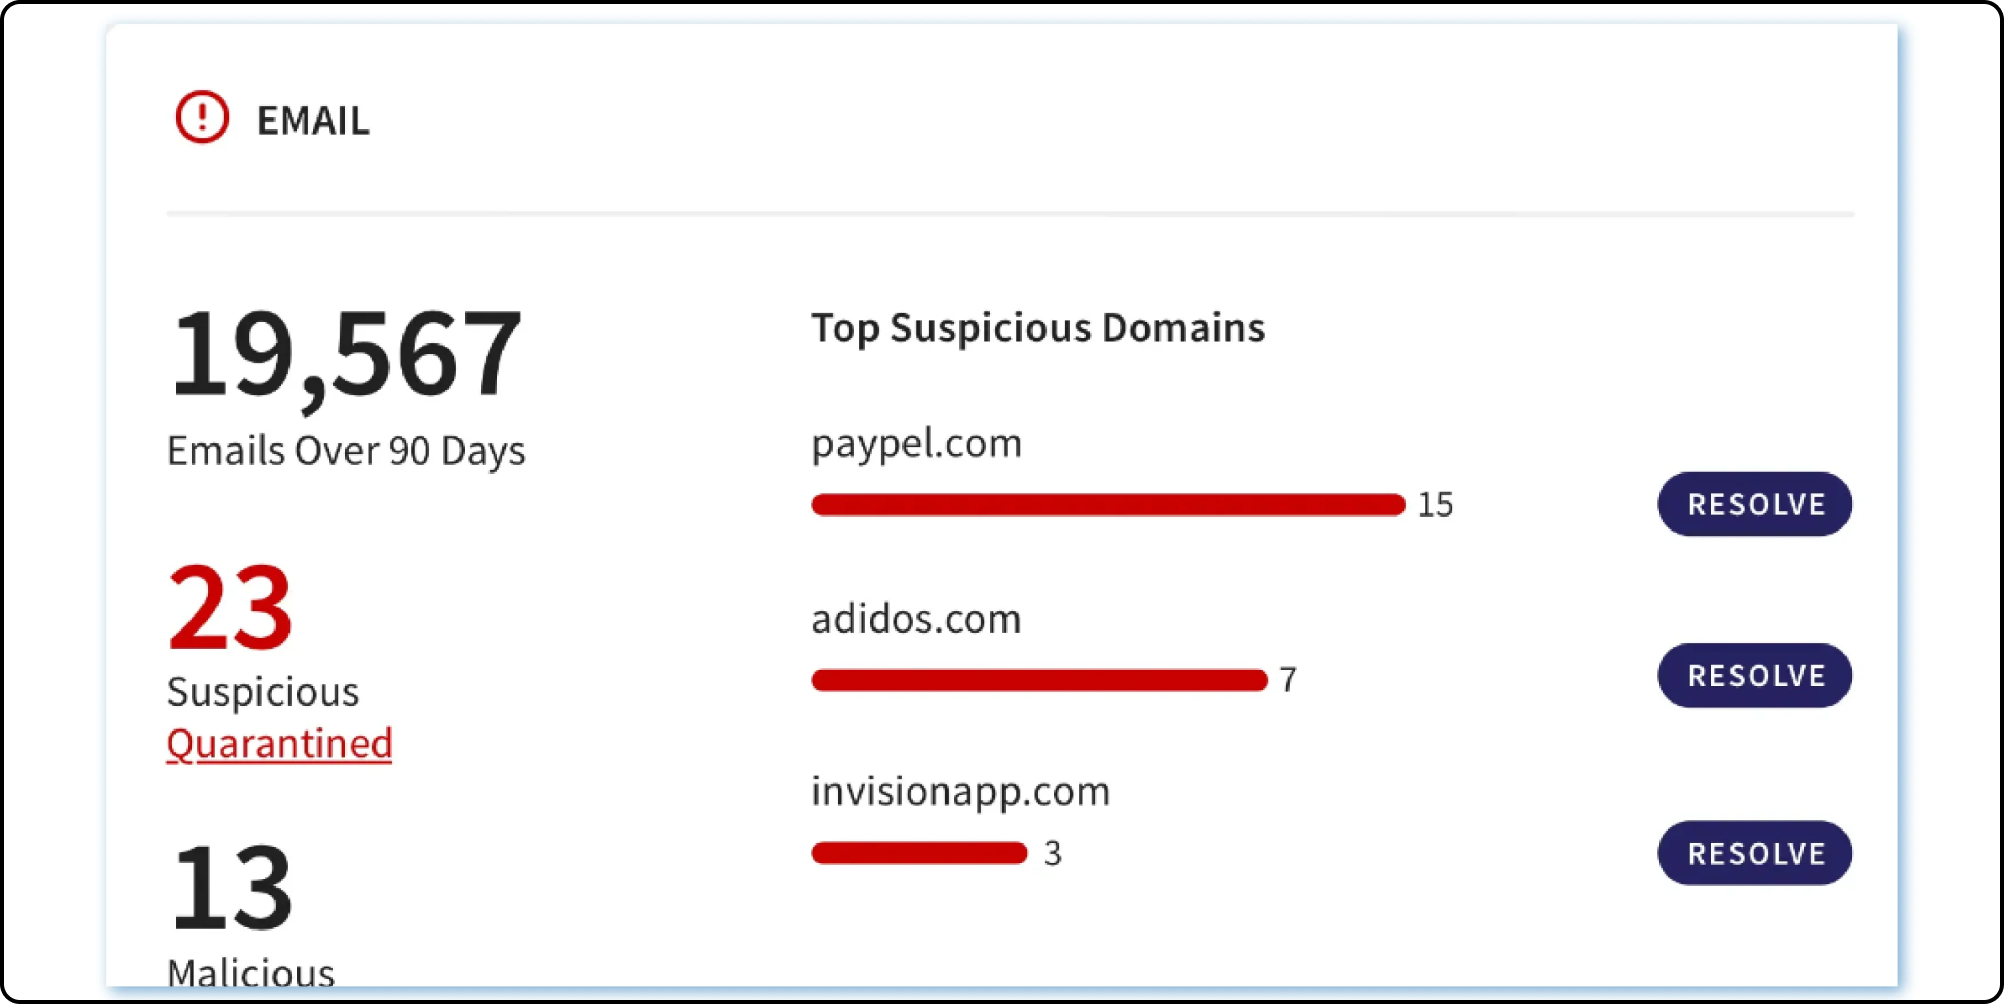 EMAIL
19,567
Emails Over 90 Days
23
Suspicious
Quarantined
13
Malicious
Top Suspicious Domains
paypel.com
15
RESOLVE
adidos.com
7
RESOLVE
invisionapp.com
3
RESOLVE